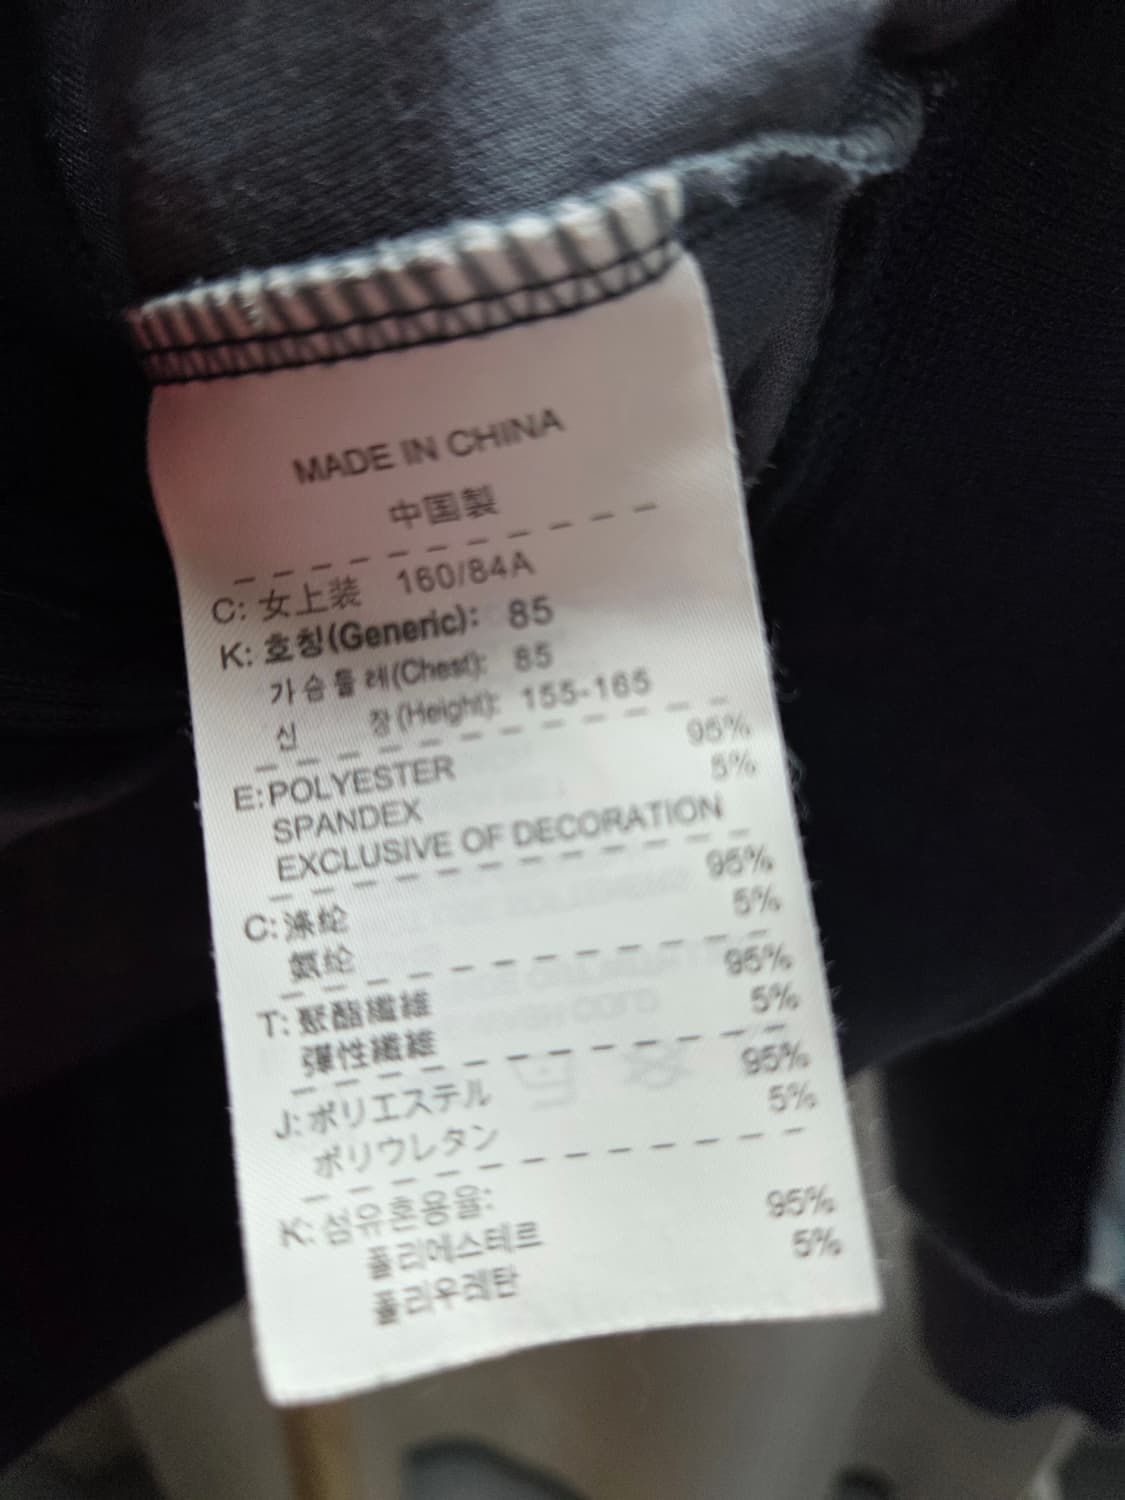 MADE IN CHINA
中国製
C: 女上装 160/84A
K: 호칭(Generic): 85
가슴둘레(Chest): 85
신 장(Height): 155-165
E:POLYESTER 95%
SPANDEX 5%
EXCLUSIVE OF DECORATION
C:涤纶 95%
氨纶 5%
T:聚酯纖維 95%
彈性纖維 5%
J:ポリエステル 95%
ポリウレタン 5%
K: 섬유혼용율:
폴리에스테르 95%
폴리우레탄 5%